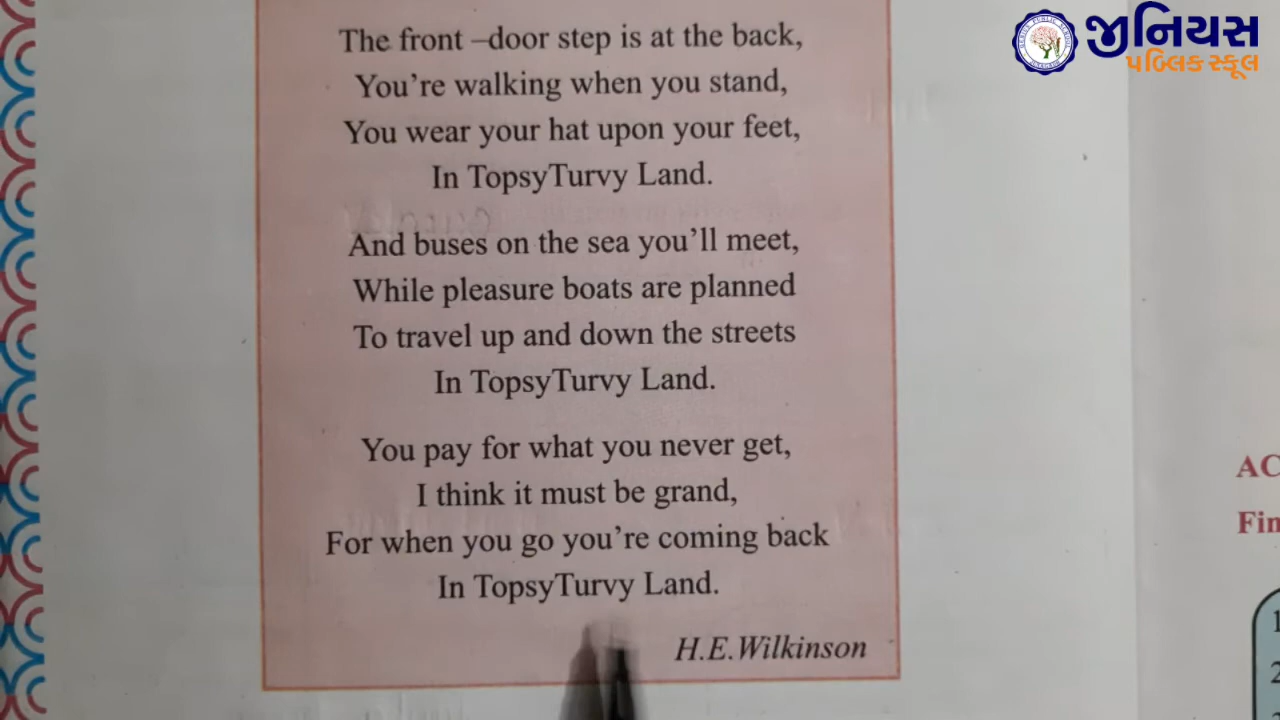 જીનિયસ
પબ્લિક સ્કૂલ
The front –door step is at the back,
You're walking when you stand,
You wear your hat upon your feet,
In TopsyTurvy Land.
And buses on the sea you'll meet,
While pleasure boats are planned
To travel up and down the streets
In TopsyTurvy Land.
You pay for what you never get,
I think it must be grand,
For when you go you're coming back
In TopsyTurvy Land.
H.E.Wilkinson
AC
Fin
1
2